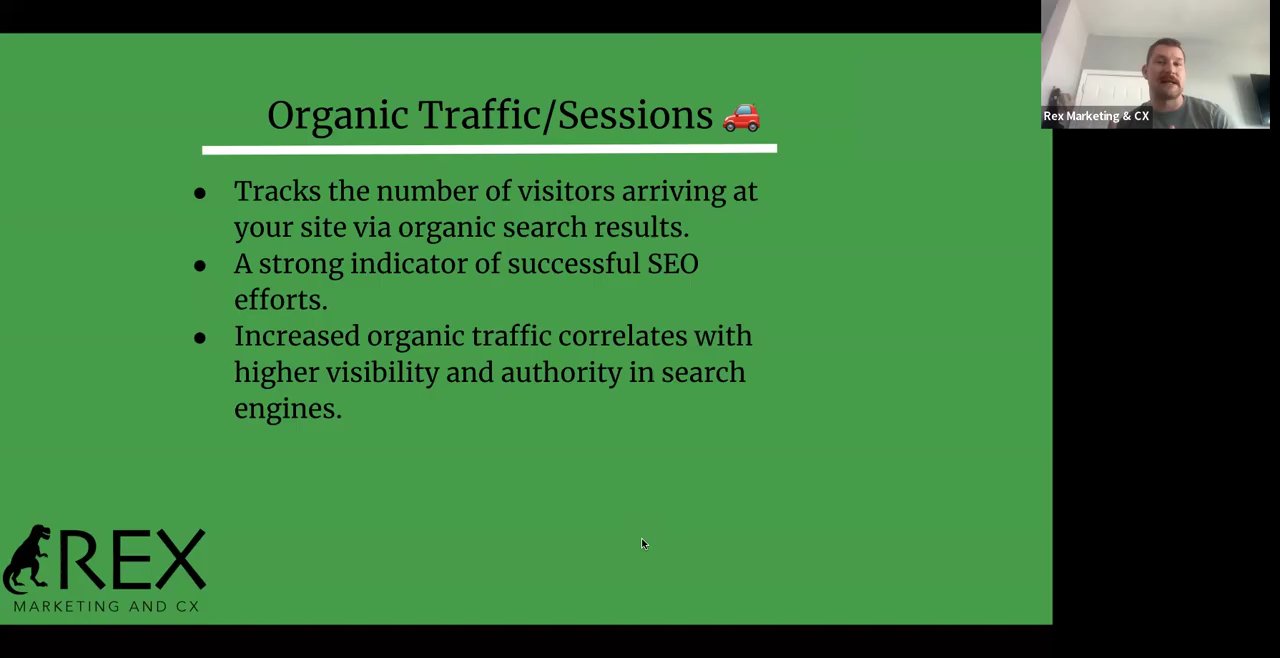 Organic Traffic/Sessions 🚗
● Tracks the number of visitors arriving at
your site via organic search results.
● A strong indicator of successful SEO
efforts.
● Increased organic traffic correlates with
higher visibility and authority in search
engines.
REX
MARKETING AND CX
Rex Marketing & CX